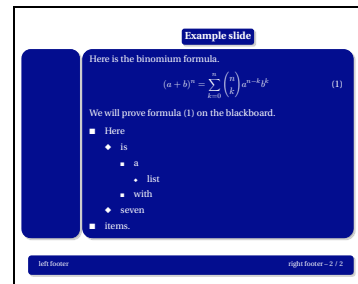 Example slide
Here is the binomium formula.
(a + b)^n = \sum_{k=0}^{n} \binom{n}{k} a^{n-k} b^k (1)
We will prove formula (1) on the blackboard.
■ Here
◆ is
■ a
◆ list
■ with
◆ seven
■ items.
left footer right footer – 2 / 2